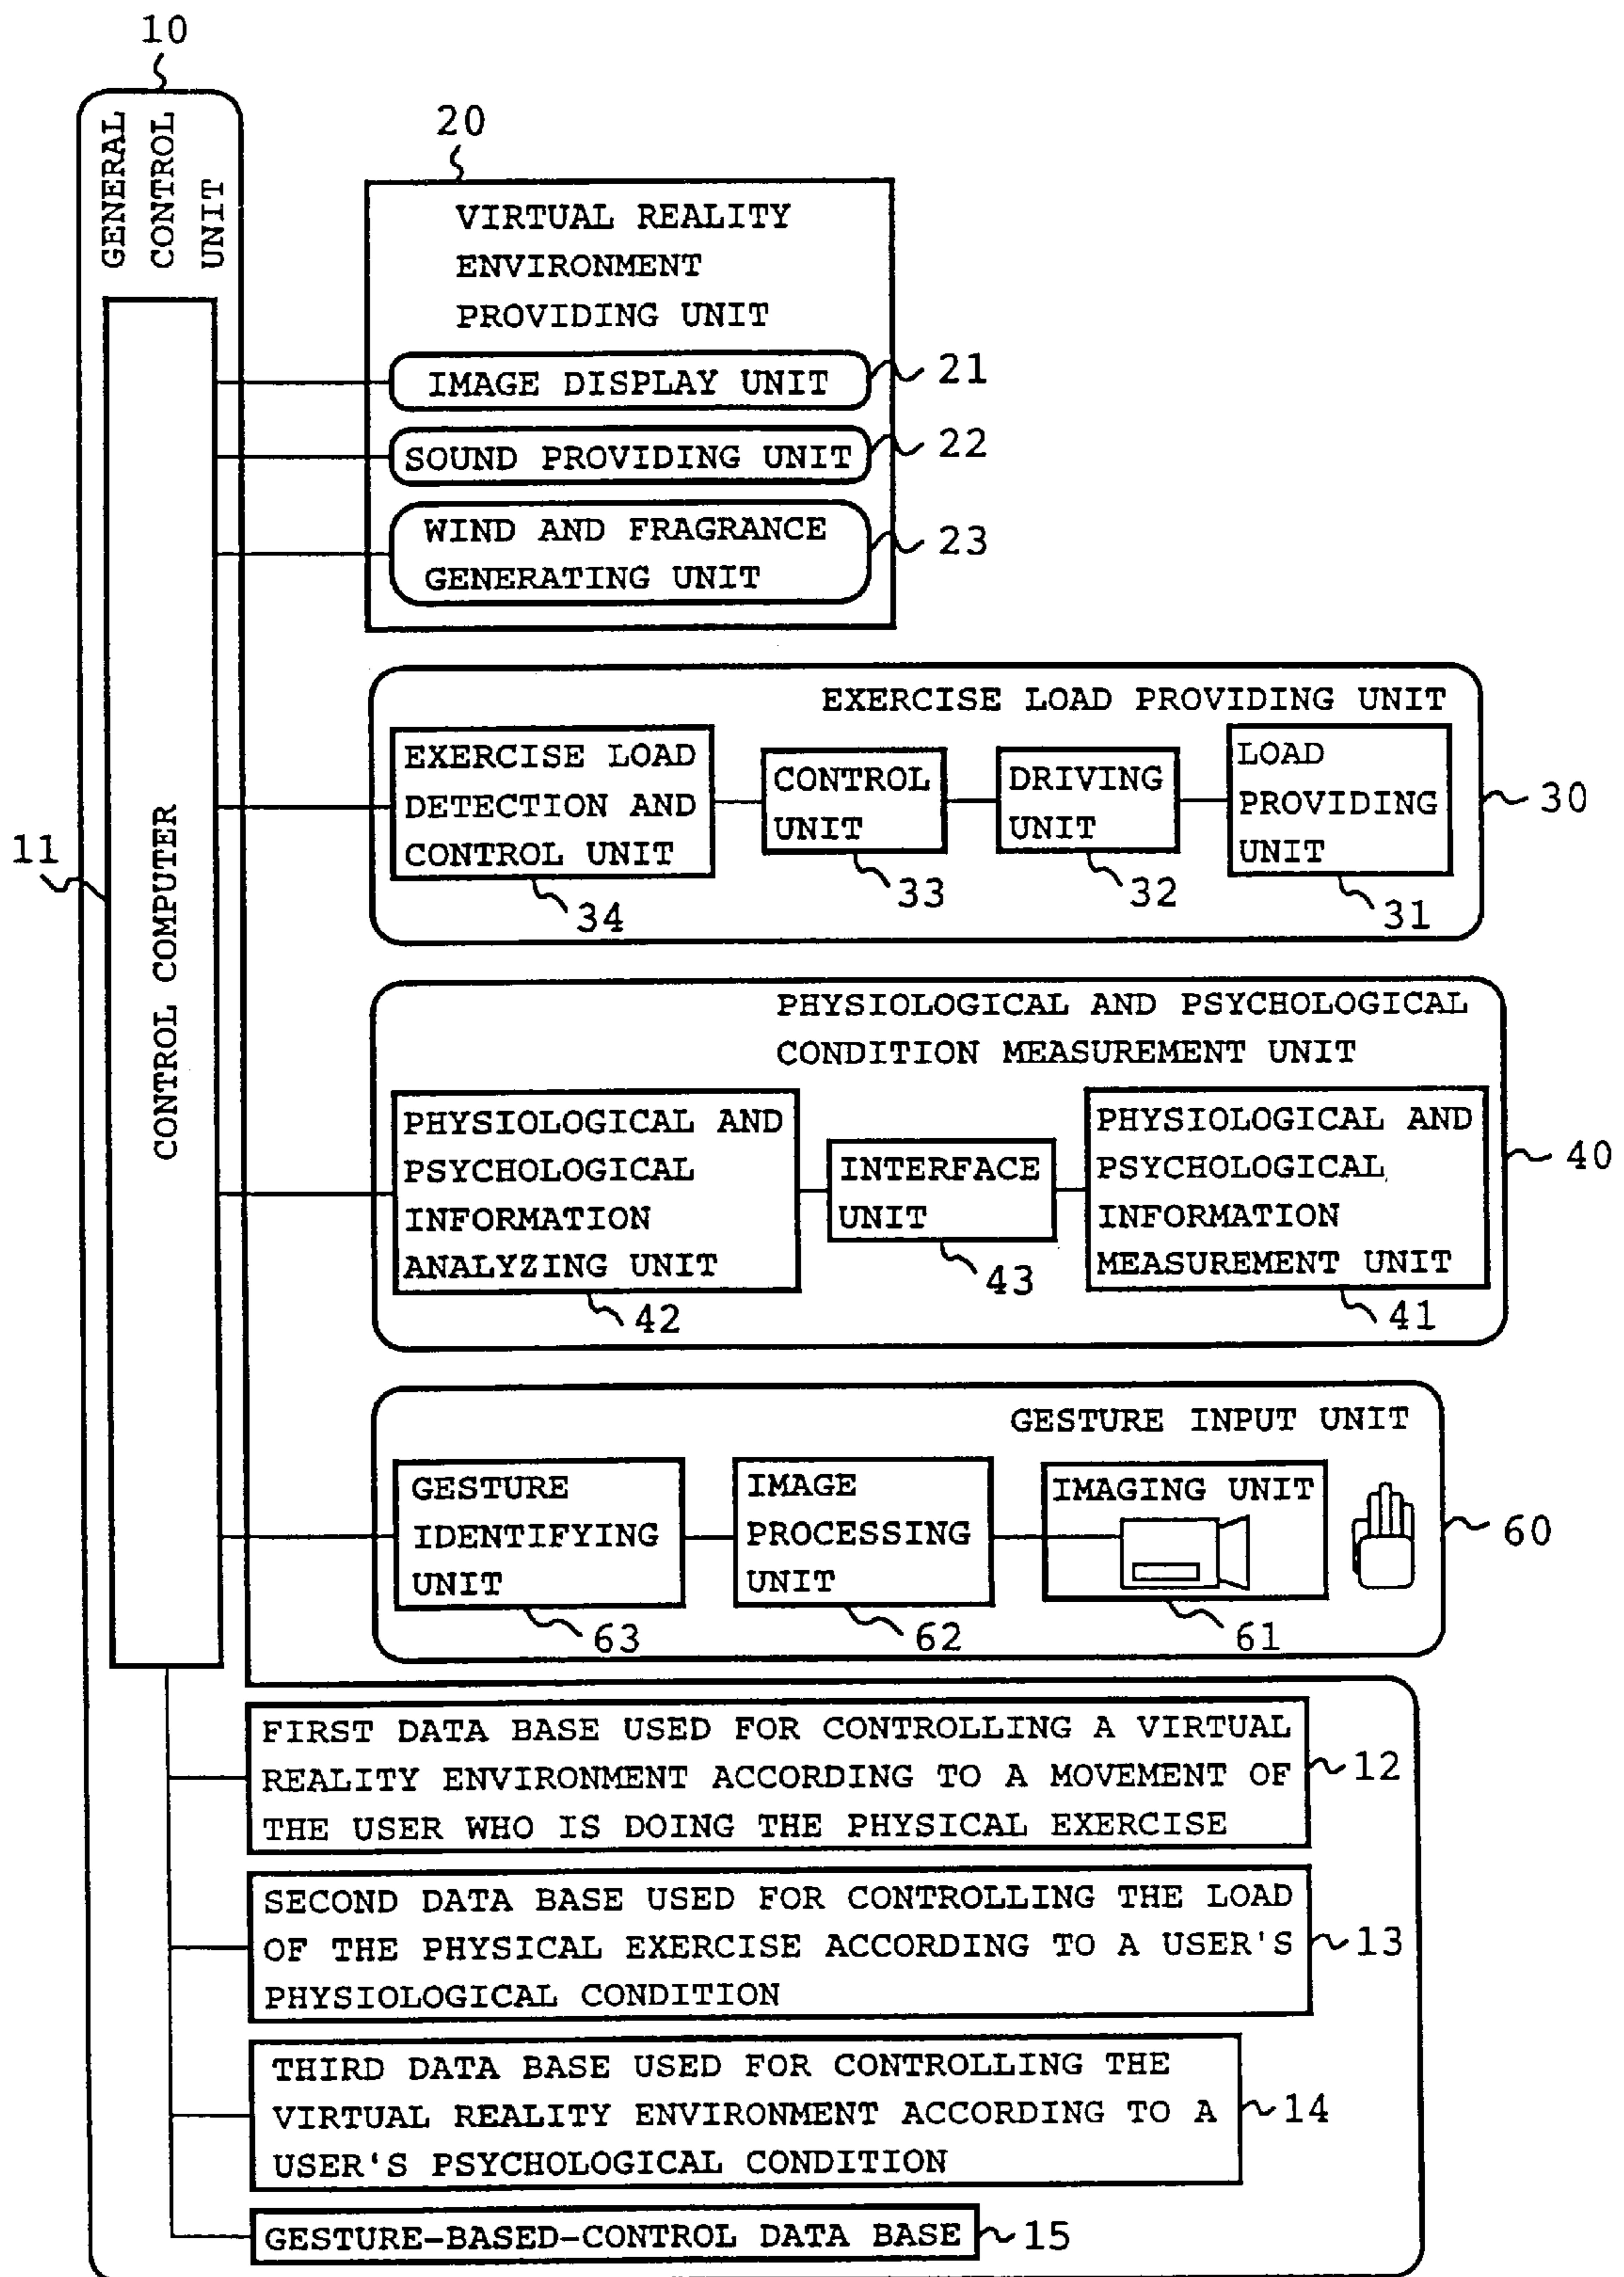 10
GENERAL
CONTROL
UNIT
20
VIRTUAL REALITY
ENVIRONMENT
PROVIDING UNIT
IMAGE DISPLAY UNIT
21
SOUND PROVIDING UNIT
22
WIND AND FRAGRANCE
GENERATING UNIT
23
11
CONTROL COMPUTER
EXERCISE LOAD PROVIDING UNIT
EXERCISE LOAD
DETECTION AND
CONTROL UNIT
34
CONTROL
UNIT
33
DRIVING
UNIT
32
LOAD
PROVIDING
UNIT
31
30
PHYSIOLOGICAL AND PSYCHOLOGICAL
CONDITION MEASUREMENT UNIT
PHYSIOLOGICAL AND
PSYCHOLOGICAL
INFORMATION
ANALYZING UNIT
42
INTERFACE
UNIT
43
PHYSIOLOGICAL AND
PSYCHOLOGICAL
INFORMATION
MEASUREMENT UNIT
41
40
GESTURE INPUT UNIT
GESTURE
IDENTIFYING
UNIT
63
IMAGE
PROCESSING
UNIT
62
IMAGING UNIT
61
60
FIRST DATA BASE USED FOR CONTROLLING A VIRTUAL
REALITY ENVIRONMENT ACCORDING TO A MOVEMENT OF
THE USER WHO IS DOING THE PHYSICAL EXERCISE
12
SECOND DATA BASE USED FOR CONTROLLING THE LOAD
OF THE PHYSICAL EXERCISE ACCORDING TO A USER'S
PHYSIOLOGICAL CONDITION
13
THIRD DATA BASE USED FOR CONTROLLING THE
VIRTUAL REALITY ENVIRONMENT ACCORDING TO A
USER'S PSYCHOLOGICAL CONDITION
14
GESTURE-BASED-CONTROL DATA BASE
15